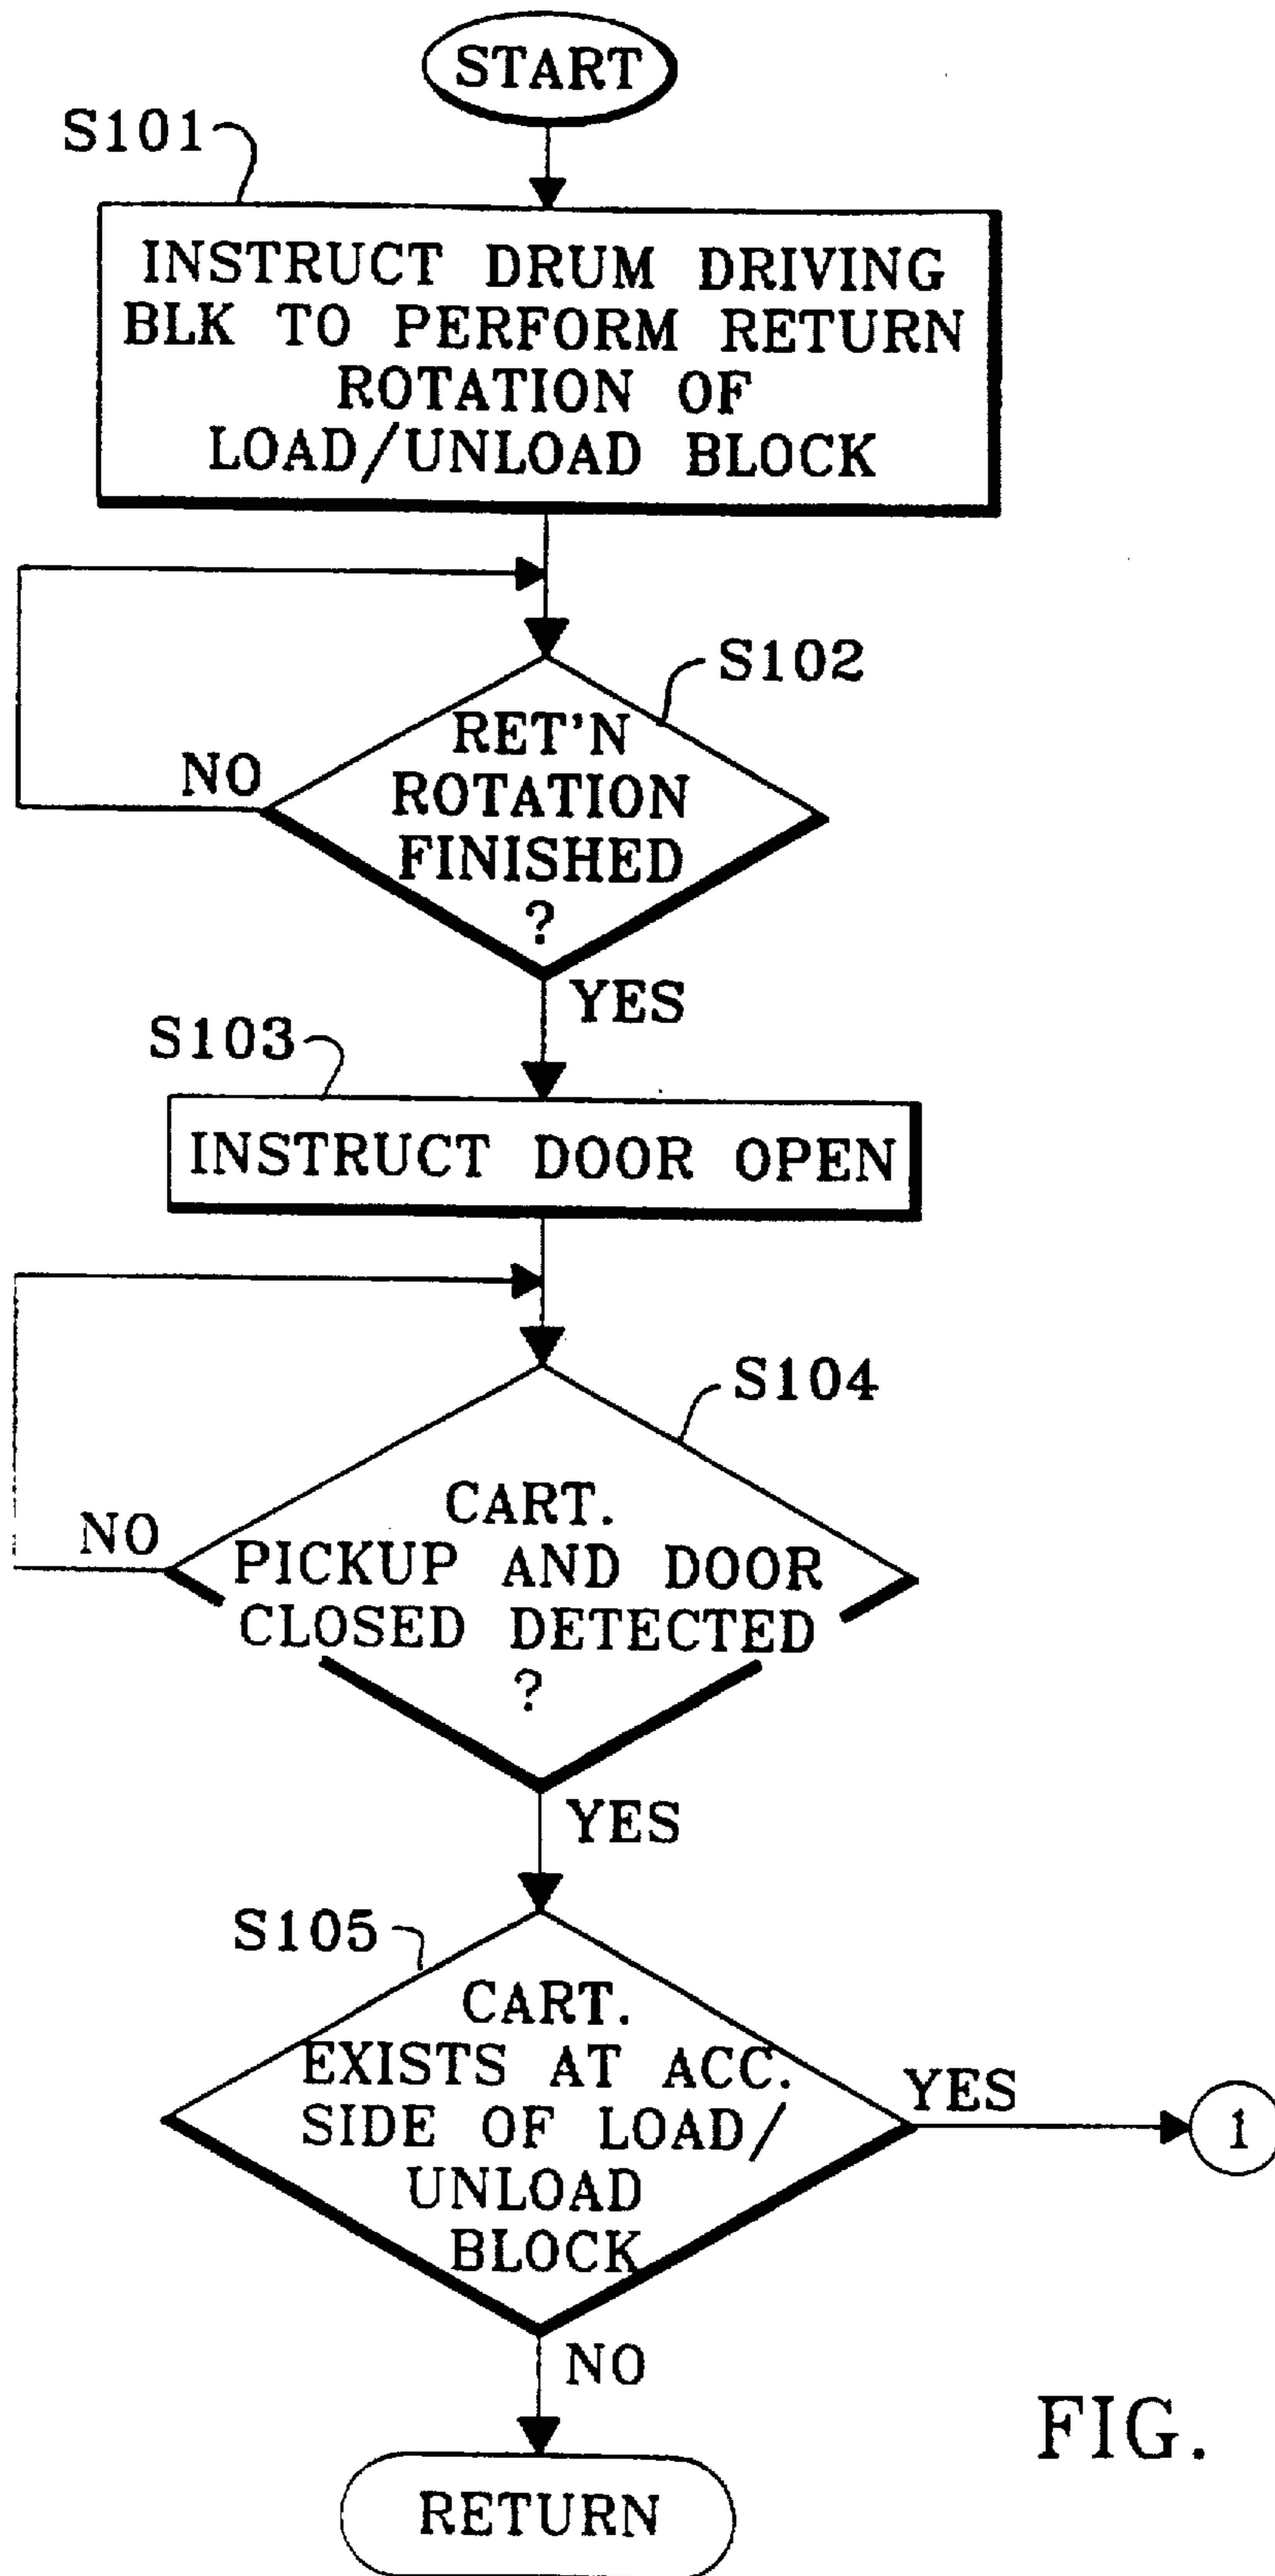 START
S101
INSTRUCT DRUM DRIVING
BLK TO PERFORM RETURN
ROTATION OF
LOAD/UNLOAD BLOCK
S102
RET'N
ROTATION
FINISHED
?
NO
YES
S103
INSTRUCT DOOR OPEN
S104
CART.
PICKUP AND DOOR
CLOSED DETECTED
?
NO
YES
S105
CART.
EXISTS AT ACC.
SIDE OF LOAD/
UNLOAD
BLOCK
YES
1
NO
RETURN
FIG.